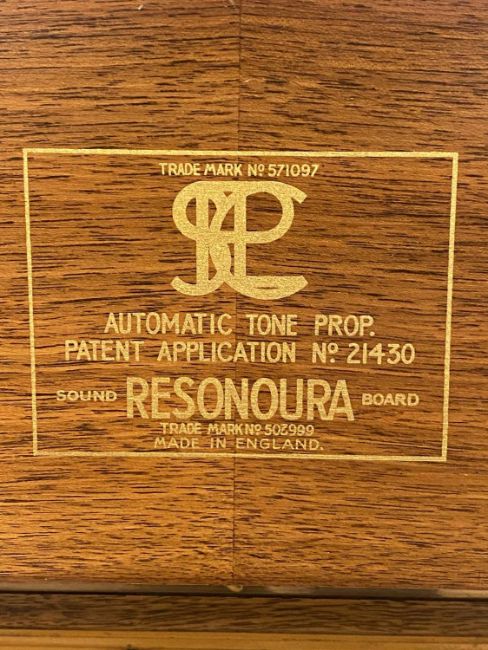 TRADE MARK Nº 571097
AUTOMATIC TONE PROP.
PATENT APPLICATION Nº 21430
SOUND RESONOURA BOARD
TRADE MARK Nº 503999
MADE IN ENGLAND.